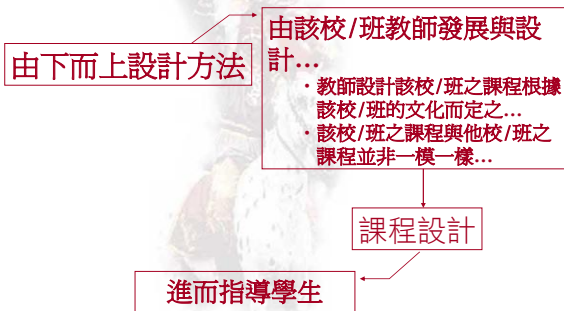 由下而上設計方法
由該校/班教師發展與設
計…
・教師設計該校/班之課程根據
該校/班的文化而定之…
・該校/班之課程與他校/班之
課程並非一模一樣…
課程設計
進而指導學生